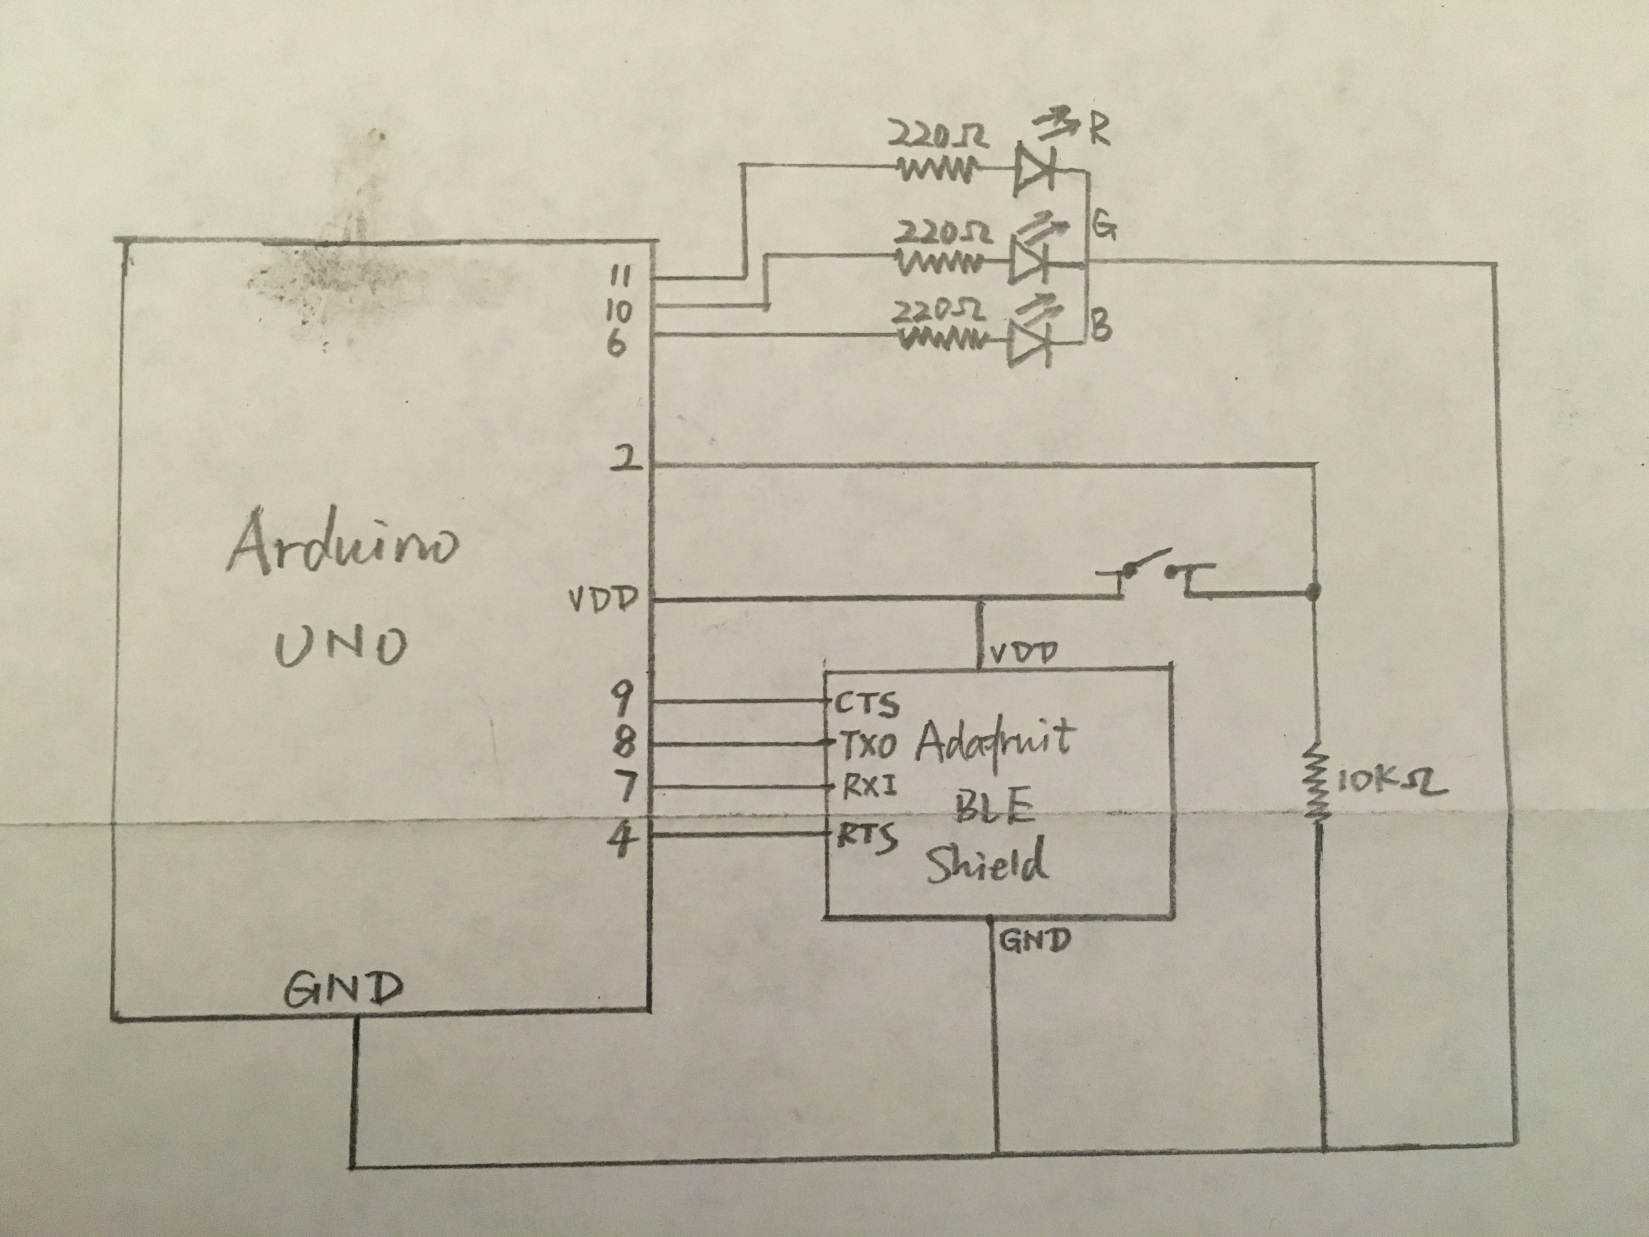 220Ω R
220Ω G
220Ω B
11
10
6
2
Arduino
UNO
VDD
VDD
9
8
7
4
CTS
TXO
RXI
RTS
Adafruit
BLE
Shield
10KΩ
GND
GND